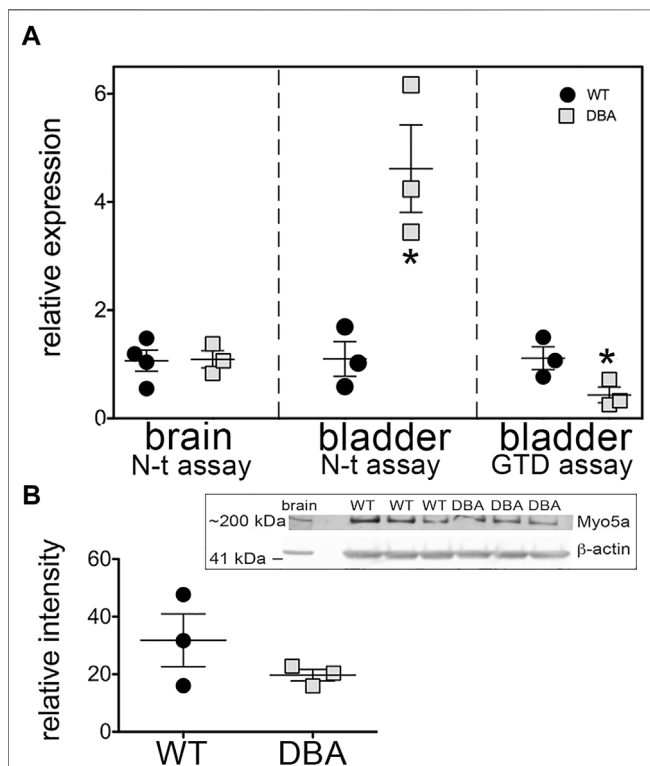 A
relative expression
6
4
2
0
WT
DBA
*
*
brain
N-t assay
bladder
N-t assay
bladder
GTD assay
B
brain WT WT WT DBA DBA DBA
~200 kDa
Myo5a
41 kDa –
β-actin
relative intensity
60
40
20
0
WT
DBA